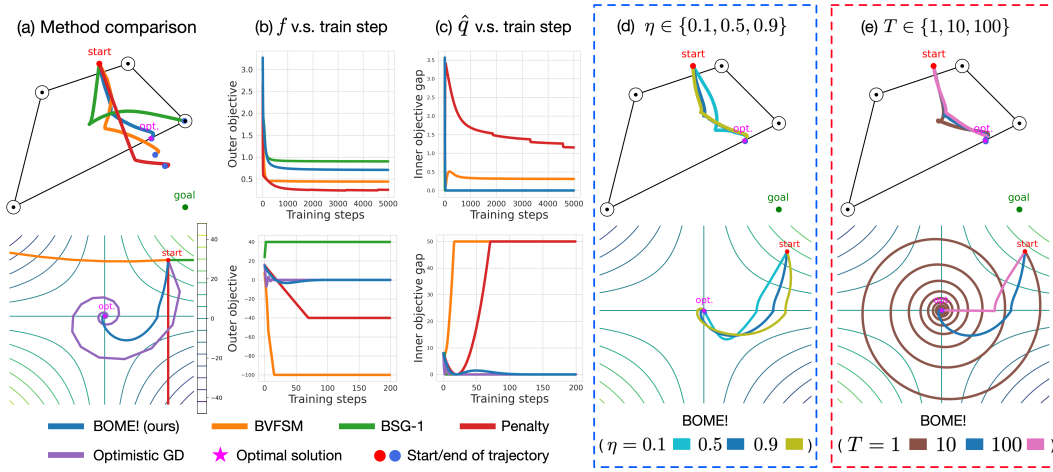 (a) Method comparison
(b) f v.s. train step
(c) q̂ v.s. train step
(d) η ∈ {0.1, 0.5, 0.9}
(e) T ∈ {1, 10, 100}
start
opt.
goal
Outer objective
3.0
2.5
2.0
1.5
1.0
0.5
0 1000 2000 3000 4000 5000
Training steps
Inner objective gap
3.5
3.0
2.5
2.0
1.5
1.0
0.5
0.0
0 1000 2000 3000 4000 5000
Training steps
start
opt.
goal
start
opt.
goal
start
opt.
40
20
0
−20
−40
Outer objective
40
20
0
−20
−40
−60
−80
−100
0 50 100 150 200
Training steps
Inner objective gap
50
40
30
20
10
0
0 50 100 150 200
Training steps
start
opt.
start
opt.
BOME! (ours)
BVFSM
BSG-1
Penalty
Optimistic GD
Optimal solution
Start/end of trajectory
BOME!
( η = 0.1 0.5 0.9 )
BOME!
( T = 1 10 100 )